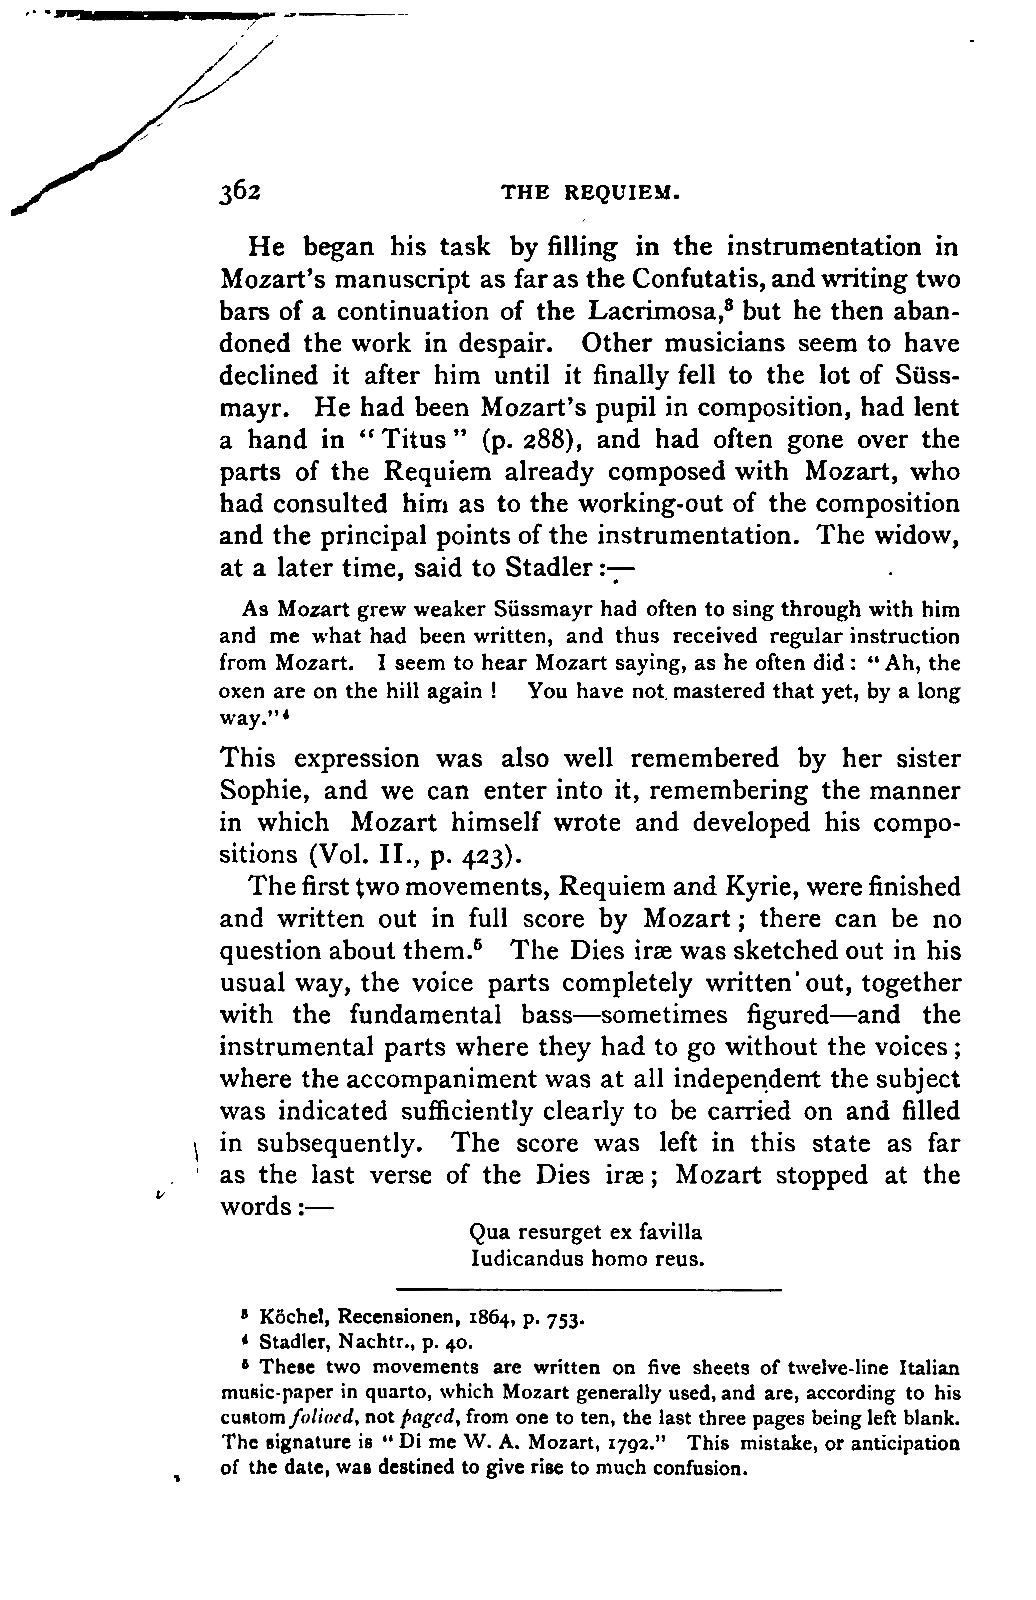 362 THE REQUIEM.
He began his task by filling in the instrumentation in
Mozart's manuscript as far as the Confutatis, and writing two
bars of a continuation of the Lacrimosa,³ but he then aban-
doned the work in despair. Other musicians seem to have
declined it after him until it finally fell to the lot of Süss-
mayr. He had been Mozart's pupil in composition, had lent
a hand in "Titus" (p. 288), and had often gone over the
parts of the Requiem already composed with Mozart, who
had consulted him as to the working-out of the composition
and the principal points of the instrumentation. The widow,
at a later time, said to Stadler :—
As Mozart grew weaker Süssmayr had often to sing through with him
and me what had been written, and thus received regular instruction
from Mozart. I seem to hear Mozart saying, as he often did: "Ah, the
oxen are on the hill again! You have not mastered that yet, by a long
way."⁴
This expression was also well remembered by her sister
Sophie, and we can enter into it, remembering the manner
in which Mozart himself wrote and developed his compo-
sitions (Vol. II., p. 423).
The first two movements, Requiem and Kyrie, were finished
and written out in full score by Mozart; there can be no
question about them.⁵ The Dies iræ was sketched out in his
usual way, the voice parts completely written out, together
with the fundamental bass—sometimes figured—and the
instrumental parts where they had to go without the voices;
where the accompaniment was at all independent the subject
was indicated sufficiently clearly to be carried on and filled
in subsequently. The score was left in this state as far
as the last verse of the Dies iræ; Mozart stopped at the
words :—
Qua resurget ex favilla
Iudicandus homo reus.
³ Köchel, Recensionen, 1864, p. 753.
⁴ Stadler, Nachtr., p. 40.
⁵ These two movements are written on five sheets of twelve-line Italian
music-paper in quarto, which Mozart generally used, and are, according to his
custom folioed, not paged, from one to ten, the last three pages being left blank.
The signature is "Di me W. A. Mozart, 1792." This mistake, or anticipation
of the date, was destined to give rise to much confusion.